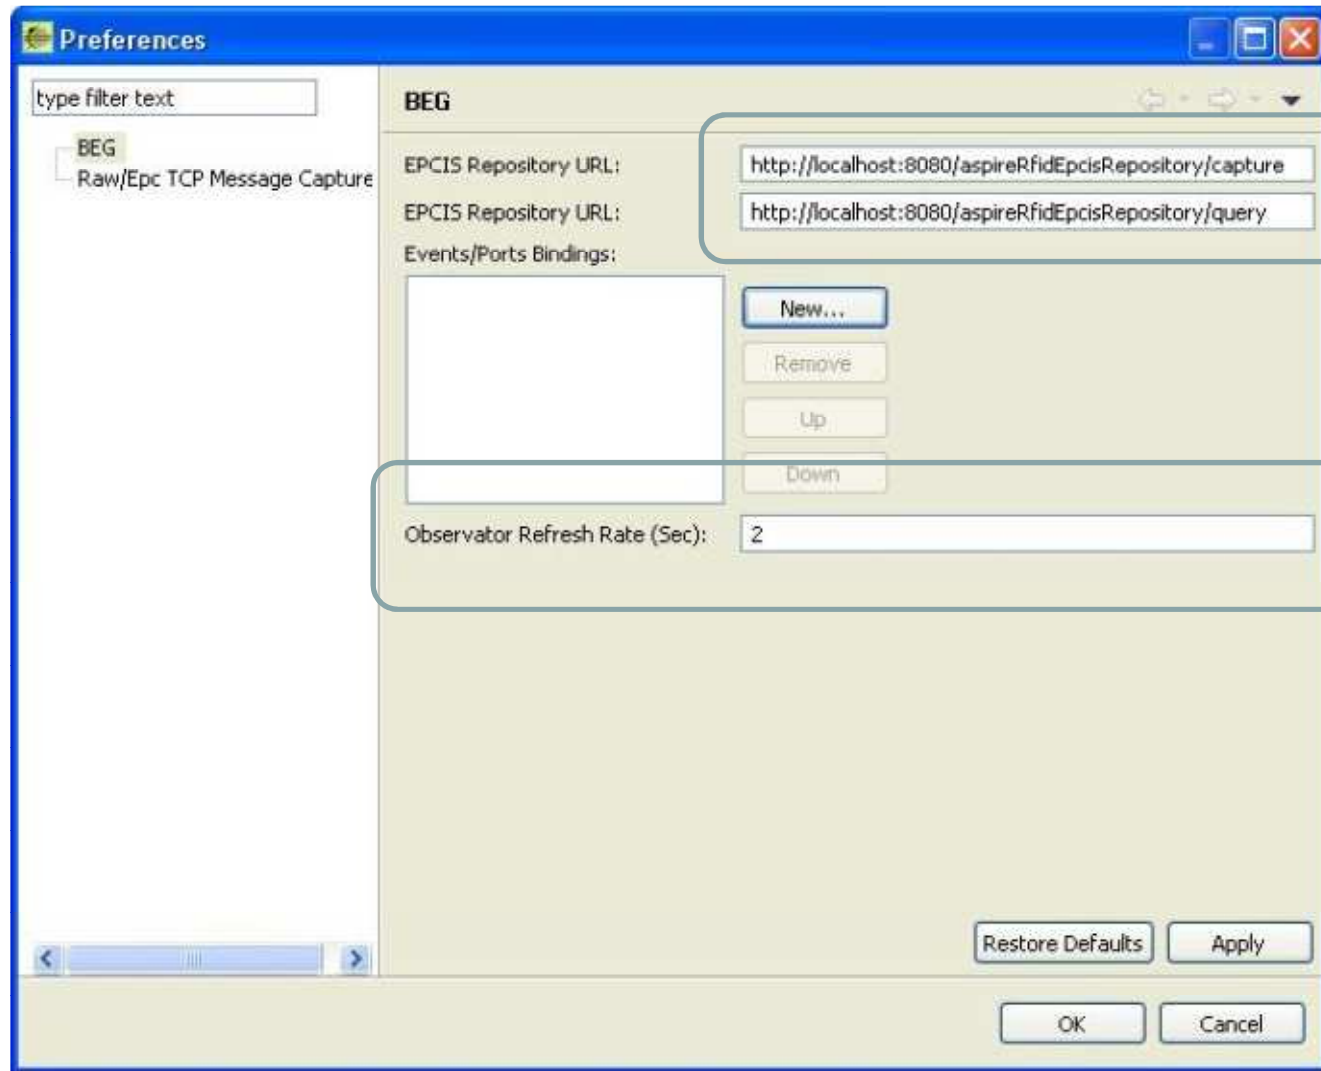 Preferences
type filter text
BEG
Raw/Epc TCP Message Capture
BEG
EPCIS Repository URL: http://localhost:8080/aspireRfidEpcisRepository/capture
EPCIS Repository URL: http://localhost:8080/aspireRfidEpcisRepository/query
Events/Ports Bindings:
New...
Remove
Up
Down
Observator Refresh Rate (Sec): 2
Restore Defaults Apply
OK Cancel